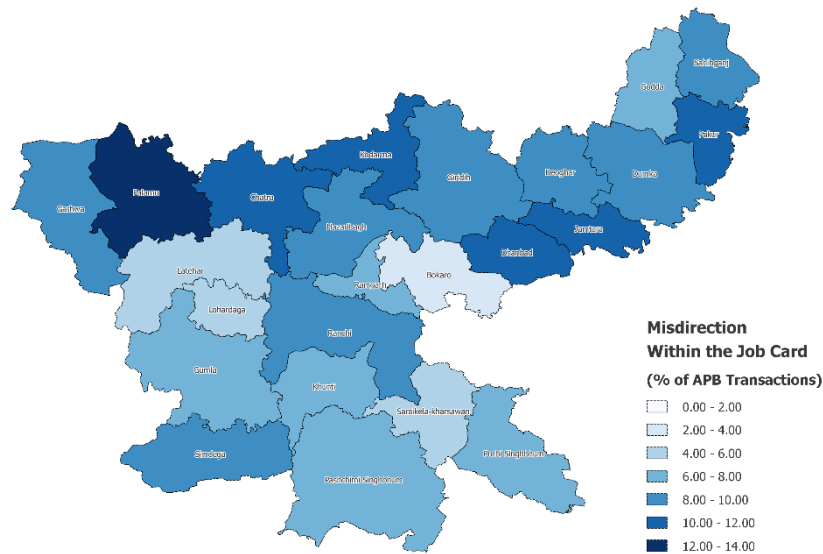 Sahibganj
Godda
Pakur
Kodarma
Deoghar
Dumka
Giridih
Palamu
Chatra
Garhwa
Hazaribagh
Jamtara
Dhanbad
Latehar
Bokaro
Ramgarh
Lohardaga
Ranchi
Gumla
Khunti
Saraikela-kharsawan
Simdega
Purbi Singhbhum
Pashchimi Singhbhum
Misdirection
Within the Job Card
(% of APB Transactions)
0.00 - 2.00
2.00 - 4.00
4.00 - 6.00
6.00 - 8.00
8.00 - 10.00
10.00 - 12.00
12.00 - 14.00